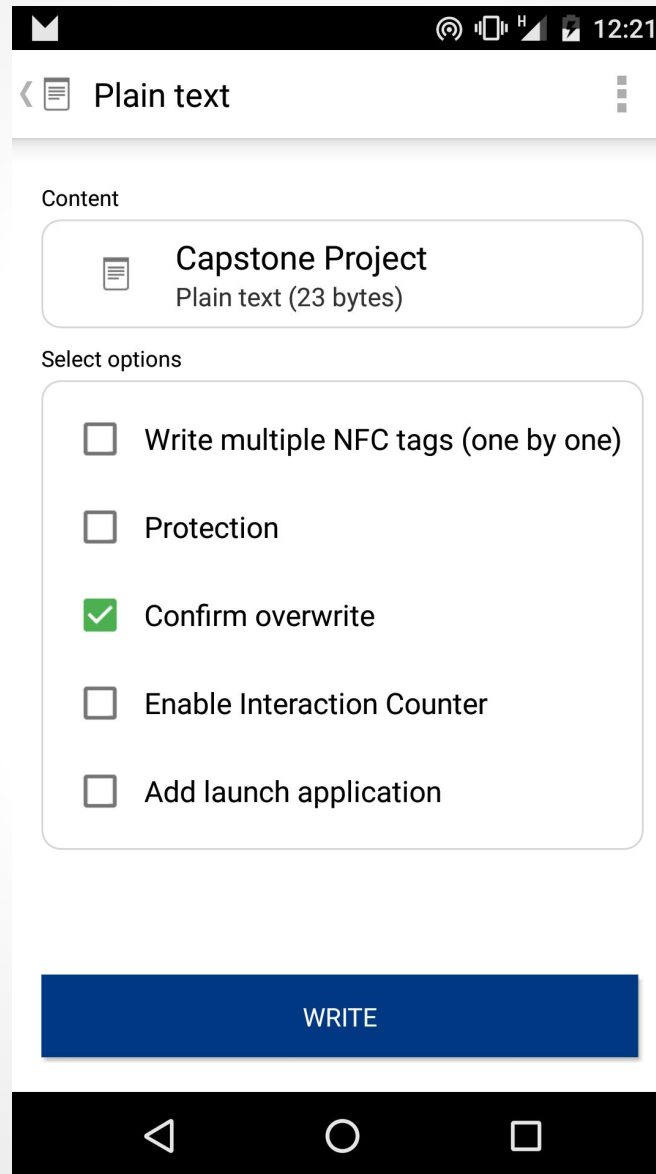 H 12:21
Plain text
Content
Capstone Project
Plain text (23 bytes)
Select options
Write multiple NFC tags (one by one)
Protection
Confirm overwrite
Enable Interaction Counter
Add launch application
WRITE